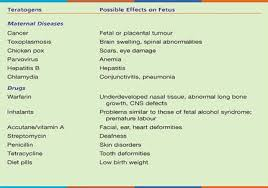 Teratogens Possible Effects on Fetus
Maternal Diseases
Cancer Fetal or placental tumour
Toxoplasmosis Brain swelling, spinal abnormalities
Chicken pox Scars, eye damage
Parvovirus Anemia
Hepatitis B Hepatitis
Chlamydia Conjunctivitis, pneumonia
Drugs
Warfarin Underdeveloped nasal tissue, abnormal long bone
growth, CNS defects
Inhalants Problems similar to those of fetal alcohol syndrome;
premature labour
Accutane/vitamin A Facial, ear, heart deformities
Streptomycin Deafness
Penicillin Skin disorders
Tetracycline Tooth deformities
Diet pills Low birth weight